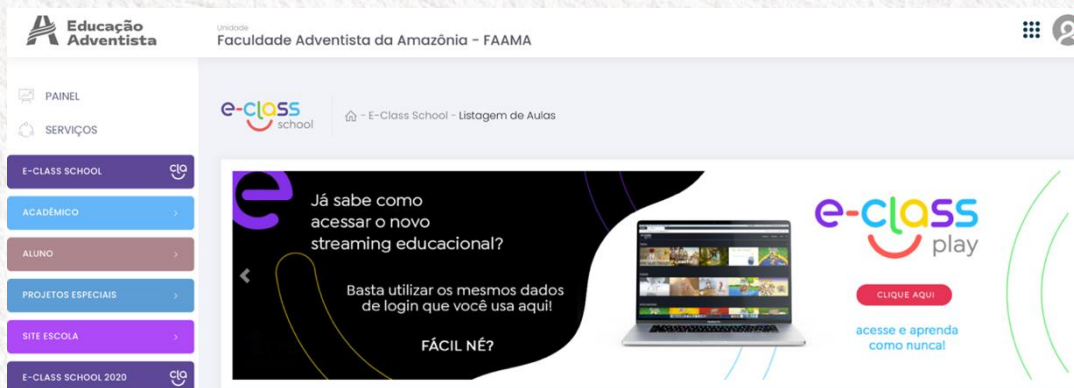 Educação
Adventista
Unidade
Faculdade Adventista da Amazônia - FAAMA
PAINEL
SERVIÇOS
e-class
school
- E-Class School - Listagem de Aulas
E-CLASS SCHOOL
cla
ACADÊMICO
ALUNO
PROJETOS ESPECIAIS
SITE ESCOLA
E-CLASS SCHOOL 2020
cla
e
Já sabe como
acessar o novo
streaming educacional?
Basta utilizar os mesmos dados
de login que você usa aqui!
FÁCIL NÉ?
e-class
play
CLIQUE AQUI
acesse e aprenda
como nunca!